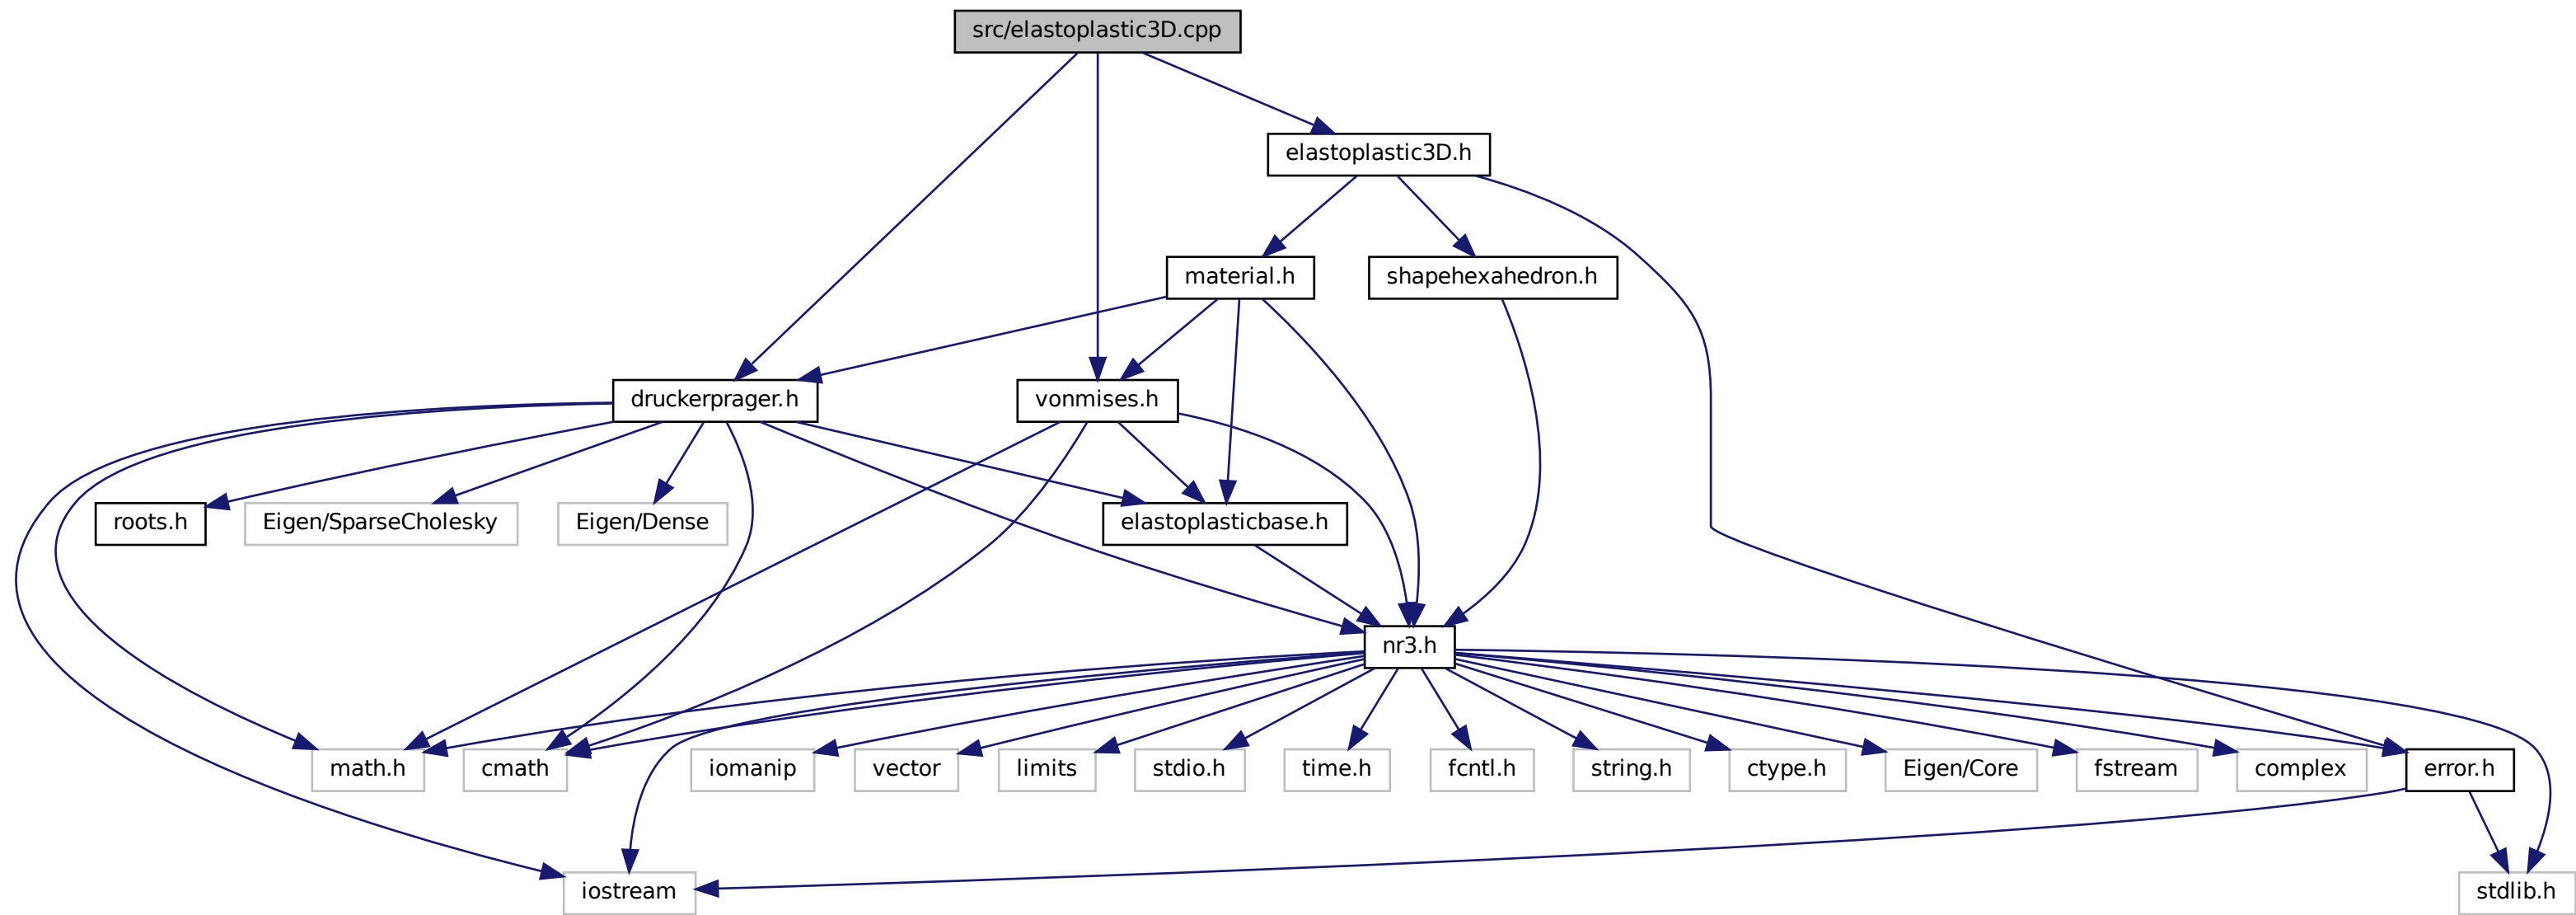 src/elastoplastic3D.cpp
elastoplastic3D.h
material.h
shapehexahedron.h
druckerprager.h
vonmises.h
roots.h
Eigen/SparseCholesky
Eigen/Dense
elastoplasticbase.h
nr3.h
math.h
cmath
iomanip
vector
limits
stdio.h
time.h
fcntl.h
string.h
ctype.h
Eigen/Core
fstream
complex
error.h
iostream
stdlib.h